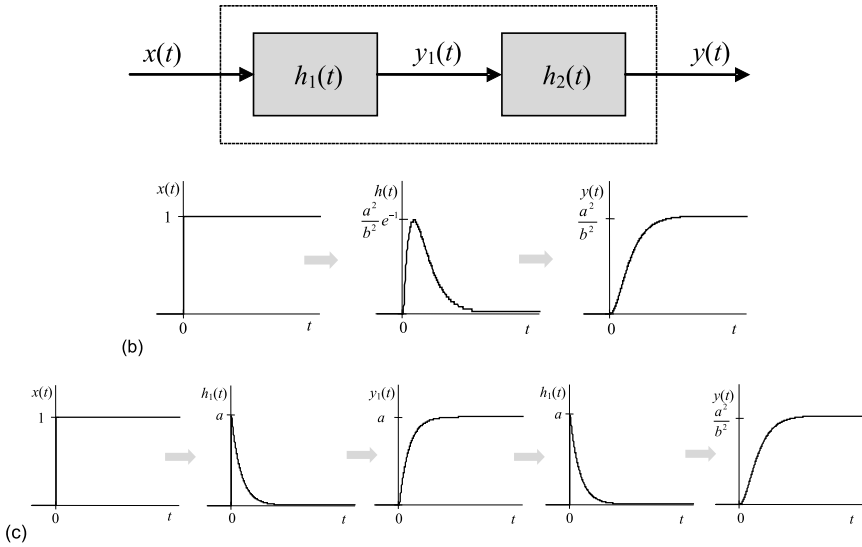 x(t) h₁(t) y₁(t) h₂(t) y(t)
x(t) h(t) y(t)
1 a²/b² e⁻¹ a²/b²
0 t 0 t 0 t
(b)
x(t) h₁(t) y₁(t) h₁(t) y(t)
1 a a a a²/b²
0 t 0 t 0 t 0 t 0 t
(c)